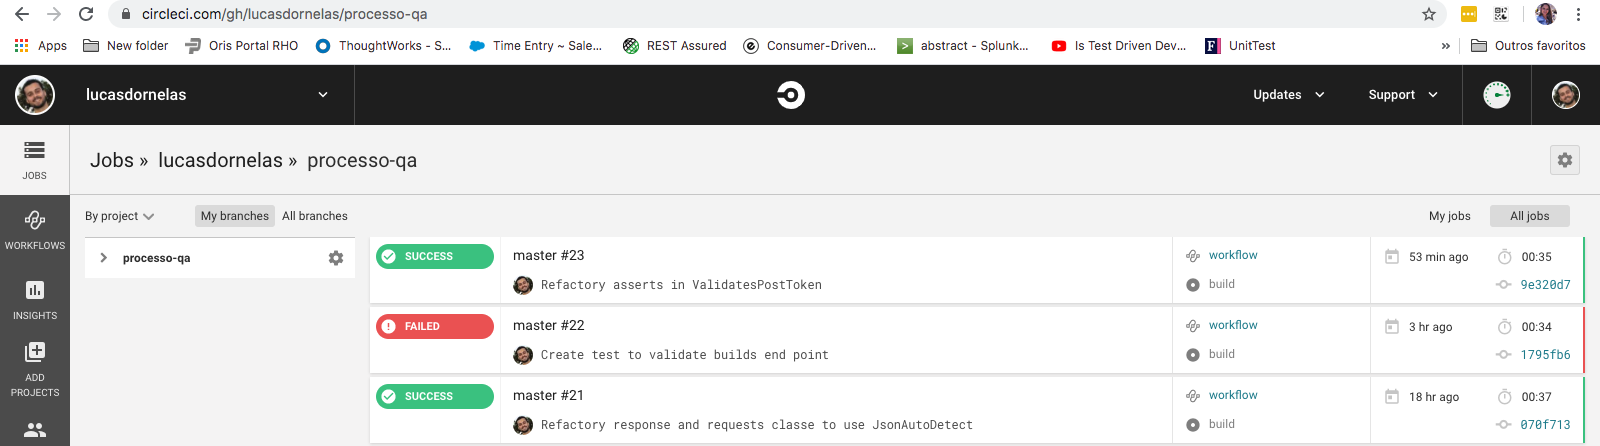 circleci.com/gh/lucasdornelas/processo-qa
Apps New folder Oris Portal RHO ThoughtWorks - S... Time Entry ~ Sale... REST Assured Consumer-Driven... abstract - Splunk... Is Test Driven Dev... UnitTest » Outros favoritos
lucasdornelas Updates Support
Jobs » lucasdornelas » processo-qa
JOBS
WORKFLOWS
INSIGHTS
ADD
PROJECTS
By project My branches All branches My jobs All jobs
processo-qa
SUCCESS master #23 workflow 53 min ago 00:35
Refactory asserts in ValidatesPostToken build 9e320d7
FAILED master #22 workflow 3 hr ago 00:34
Create test to validate builds end point build 1795fb6
SUCCESS master #21 workflow 18 hr ago 00:37
Refactory response and requests classe to use JsonAutoDetect build 070f713